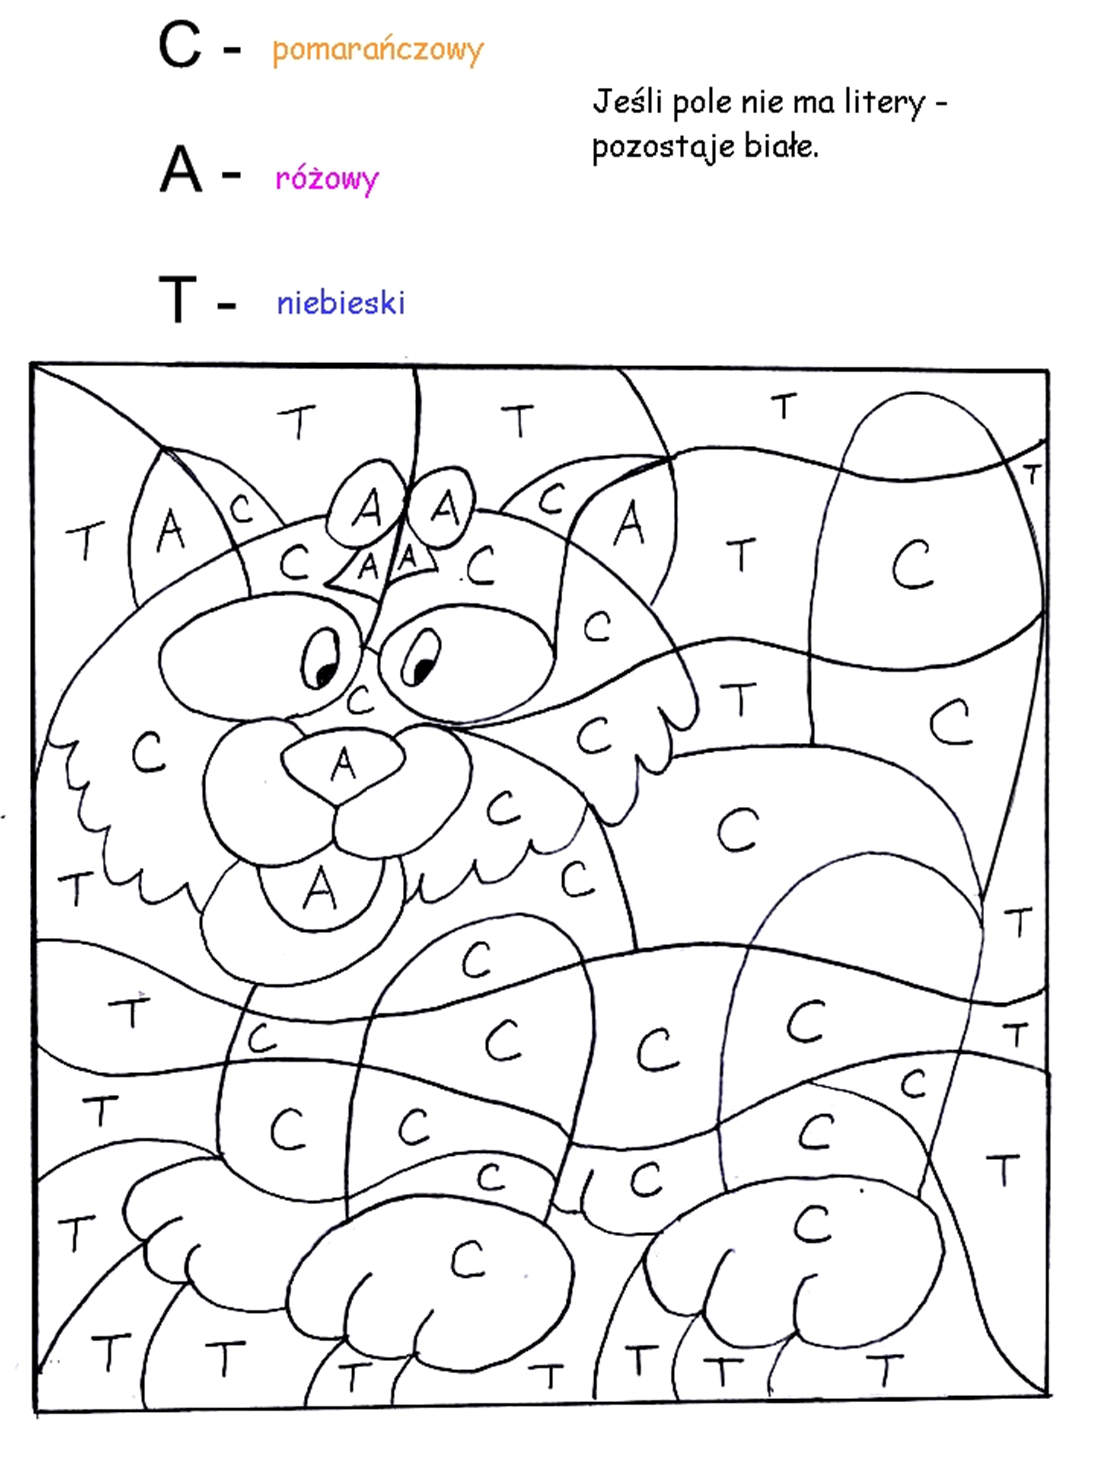 C - pomarańczowy
Jeśli pole nie ma litery -
pozostaje białe.
A - różowy
T - niebieski
T T T
T
T A C A A C A T C
C A A C
C
C T C
C A C
C
C
T A C T
C
T C C C C T
T C C C C
C C T
T C C
T T T T T T T